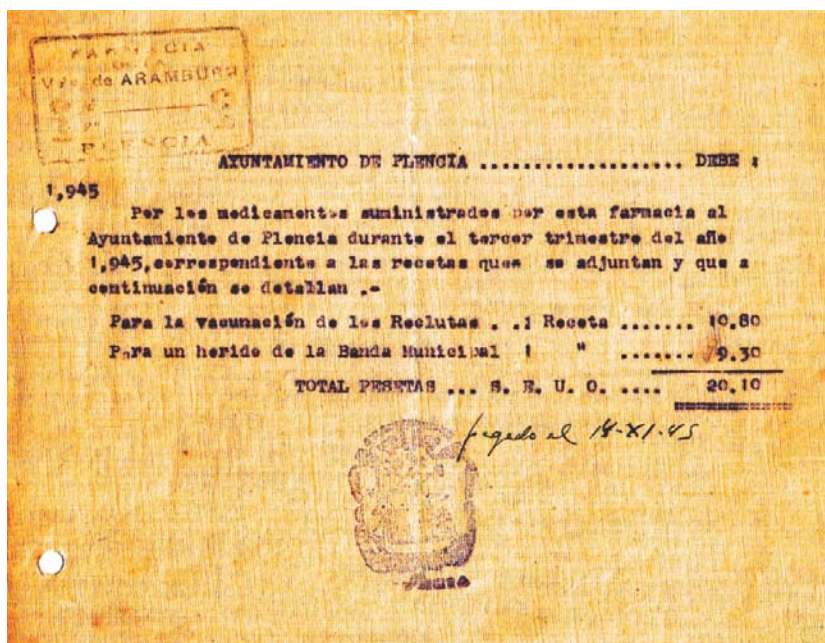 FARMACIA
Vda. de ARAMBURU
PLENCIA
AYUNTAMIENTO DE PLENCIA .................... DEBE :
1,945
Por los medicamentos suministrados por esta farmacia al
Ayuntamiento de Plencia durante el tercer trimestre del año
1,945,correspondiente a las recetas ques se adjuntan y que a
continuación se detallan .-
Para la vacunación de los Reclutas . .1 Receta ....... 10.80
Para un herido de la Banda Municipal 1 " ....... 9.30
TOTAL PESETAS ... S. E. U. O. .... 20.10
pagado el 14-XI-45